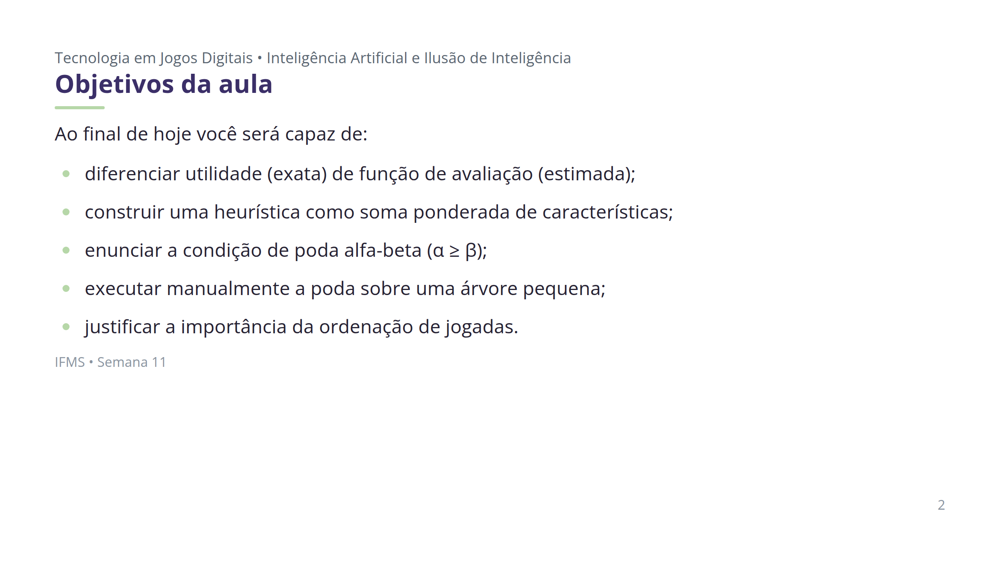 Tecnologia em Jogos Digitais • Inteligência Artificial e Ilusão de Inteligência
Objetivos da aula
Ao final de hoje você será capaz de:
• diferenciar utilidade (exata) de função de avaliação (estimada);
• construir uma heurística como soma ponderada de características;
• enunciar a condição de poda alfa-beta (α ≥ β);
• executar manualmente a poda sobre uma árvore pequena;
• justificar a importância da ordenação de jogadas.
IFMS • Semana 11
2